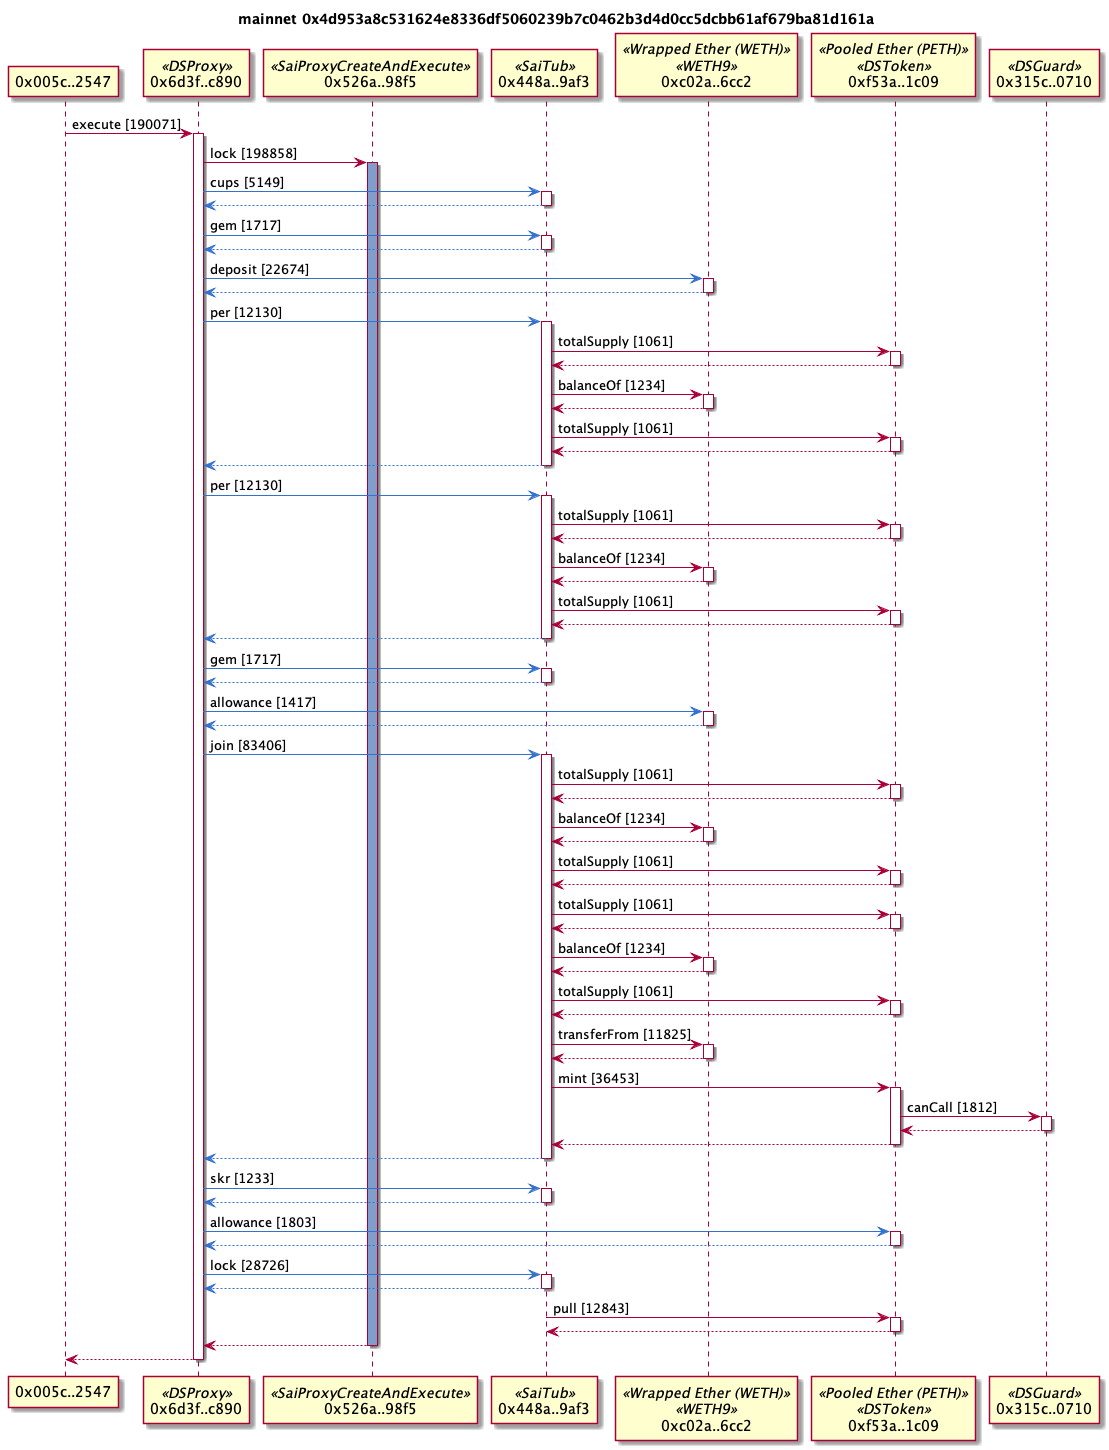 mainnet 0x4d953a8c531624e8336df5060239b7c0462b3d4d0cc5dcbb61af679ba81d161a
0x005c..2547
«DSProxy»
0x6d3f..c890
«SaiProxyCreateAndExecute»
0x526a..98f5
«SaiTub»
0x448a..9af3
«Wrapped Ether (WETH)»
«WETH9»
0xc02a..6cc2
«Pooled Ether (PETH)»
«DSToken»
0xf53a..1c09
«DSGuard»
0x315c..0710
execute [190071]
lock [198858]
cups [5149]
gem [1717]
deposit [22674]
per [12130]
totalSupply [1061]
balanceOf [1234]
totalSupply [1061]
per [12130]
totalSupply [1061]
balanceOf [1234]
totalSupply [1061]
gem [1717]
allowance [1417]
join [83406]
totalSupply [1061]
balanceOf [1234]
totalSupply [1061]
totalSupply [1061]
balanceOf [1234]
totalSupply [1061]
transferFrom [11825]
mint [36453]
canCall [1812]
skr [1233]
allowance [1803]
lock [28726]
pull [12843]
0x005c..2547
«DSProxy»
0x6d3f..c890
«SaiProxyCreateAndExecute»
0x526a..98f5
«SaiTub»
0x448a..9af3
«Wrapped Ether (WETH)»
«WETH9»
0xc02a..6cc2
«Pooled Ether (PETH)»
«DSToken»
0xf53a..1c09
«DSGuard»
0x315c..0710